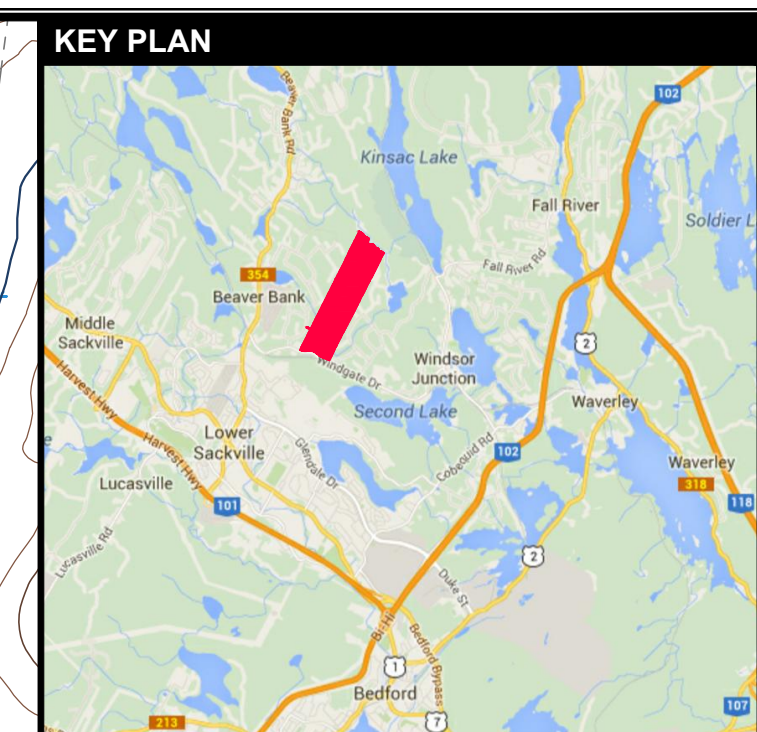 KEY PLAN
Beaver Bank Rd
102
Kinsac Lake
Fall River
Soldier L
Fall River Rd
354
Beaver Bank
Middle
Sackville
2
Windsor
Junction
Windgate Dr
Harvest Hwy
Second Lake
Waverley
Lower
Sackville
Harvest Hwy
Glendale Dr
Cobequid Rd
102
Waverley
318
Lucasville
101
118
Lucasville Rd
2
Duke St
Bi-Hi
Bedford Bypass
1
Bedford
107
213
7